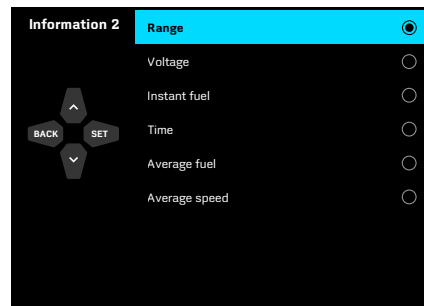 Information 2
Range
Voltage
Instant fuel
BACK
SET
Time
Average fuel
Average speed